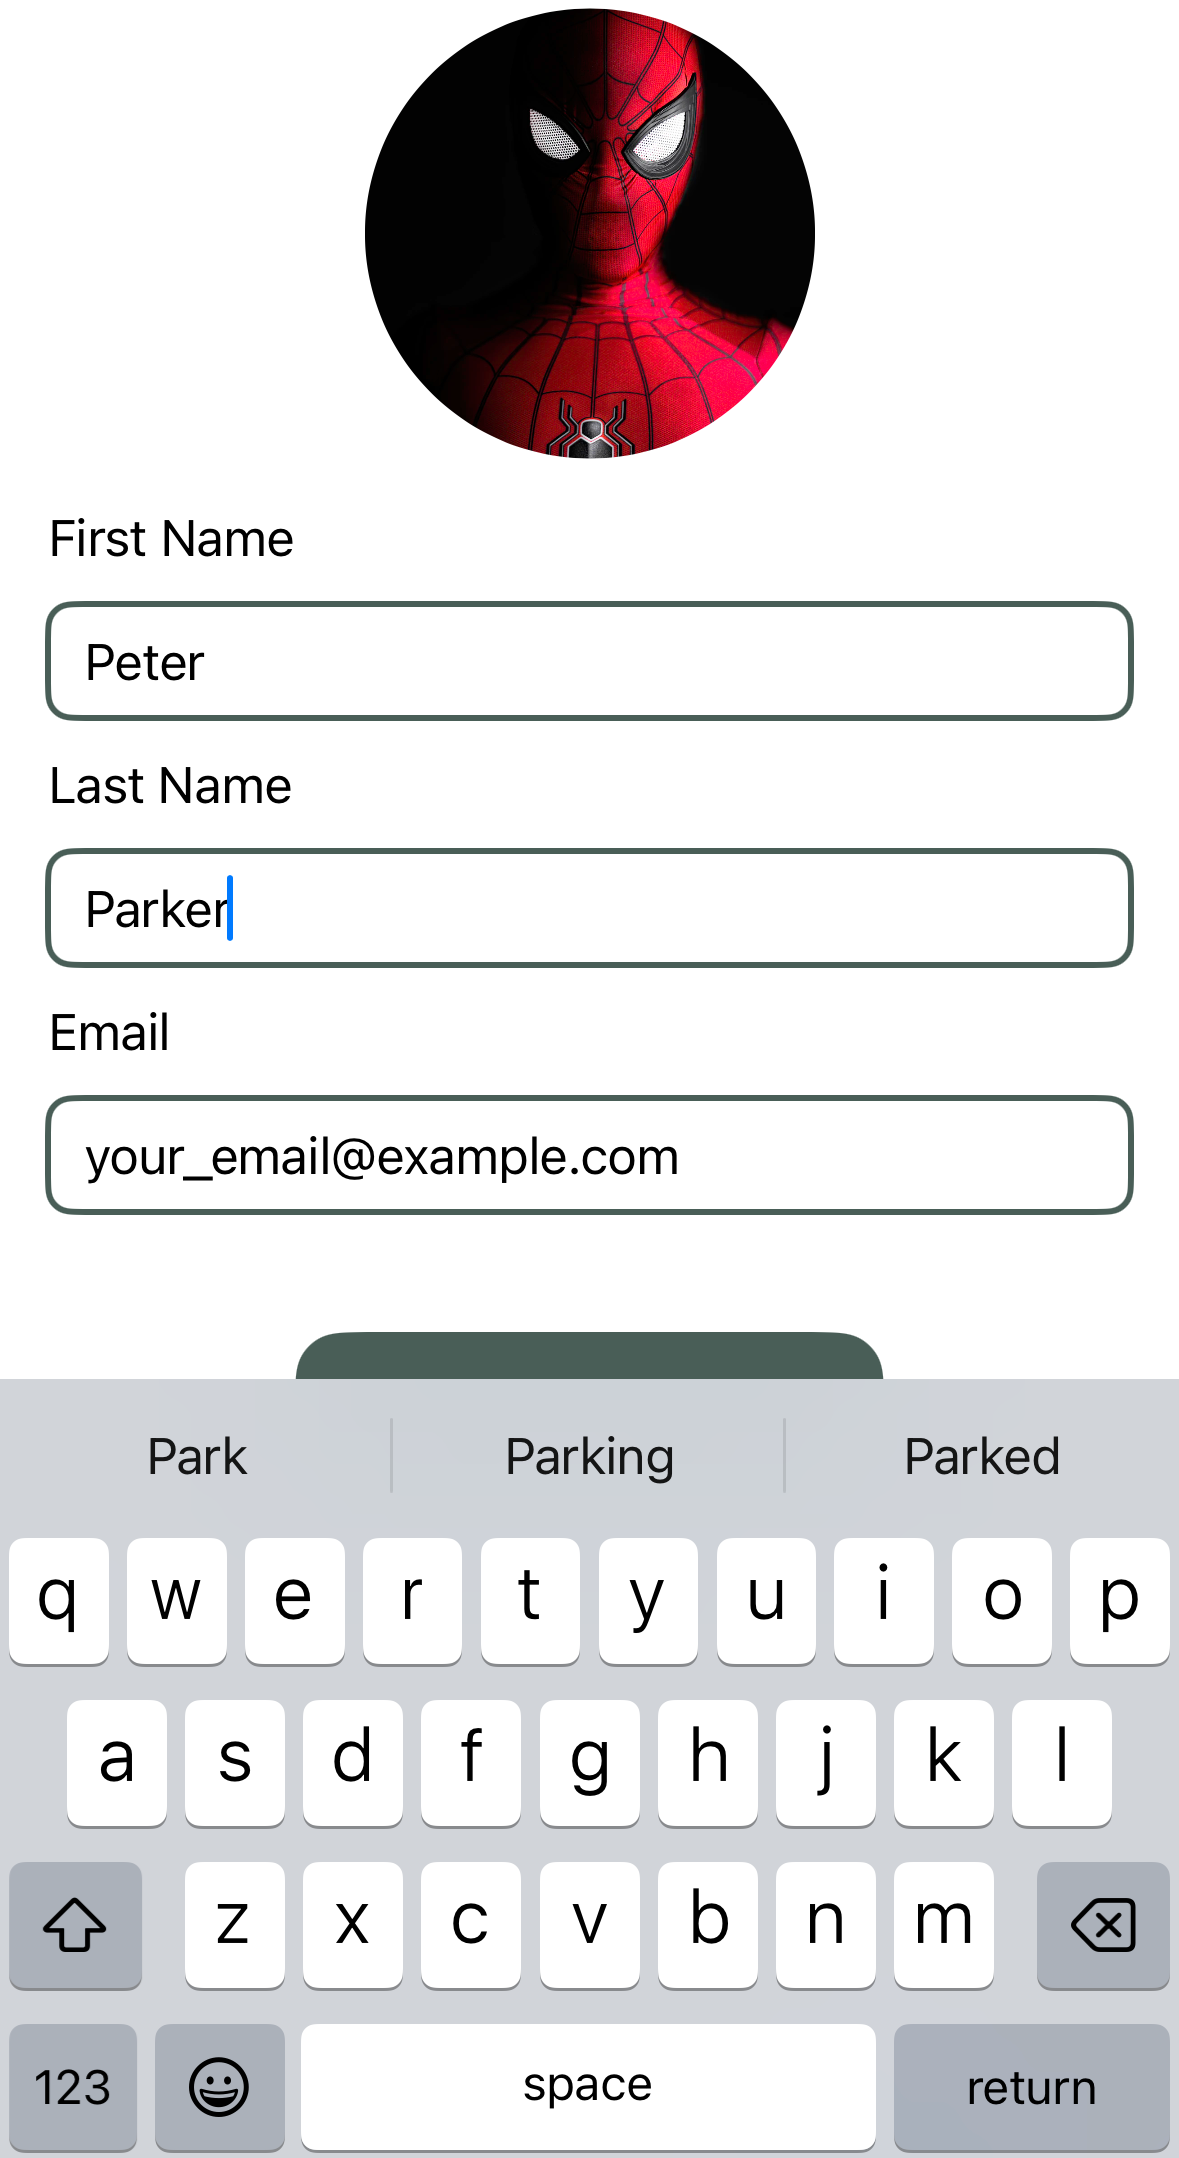 First Name
Peter
Last Name
Parker
Email
your_email@example.com
Park Parking Parked
q w e r t y u i o p
a s d f g h j k l
z x c v b n m
123 space return